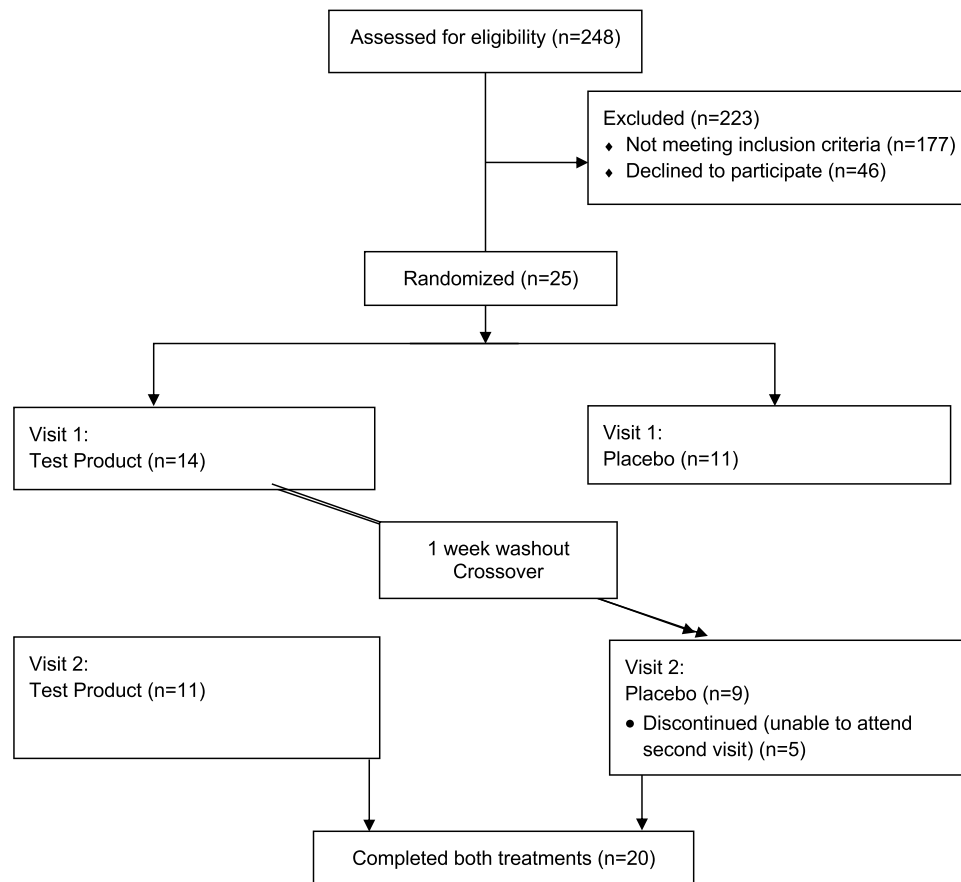 Assessed for eligibility (n=248)
Excluded (n=223)
⬧ Not meeting inclusion criteria (n=177)
⬧ Declined to participate (n=46)
Randomized (n=25)
Visit 1:
Test Product (n=14)
Visit 1:
Placebo (n=11)
1 week washout
Crossover
Visit 2:
Test Product (n=11)
Visit 2:
Placebo (n=9)
● Discontinued (unable to attend
second visit) (n=5)
Completed both treatments (n=20)